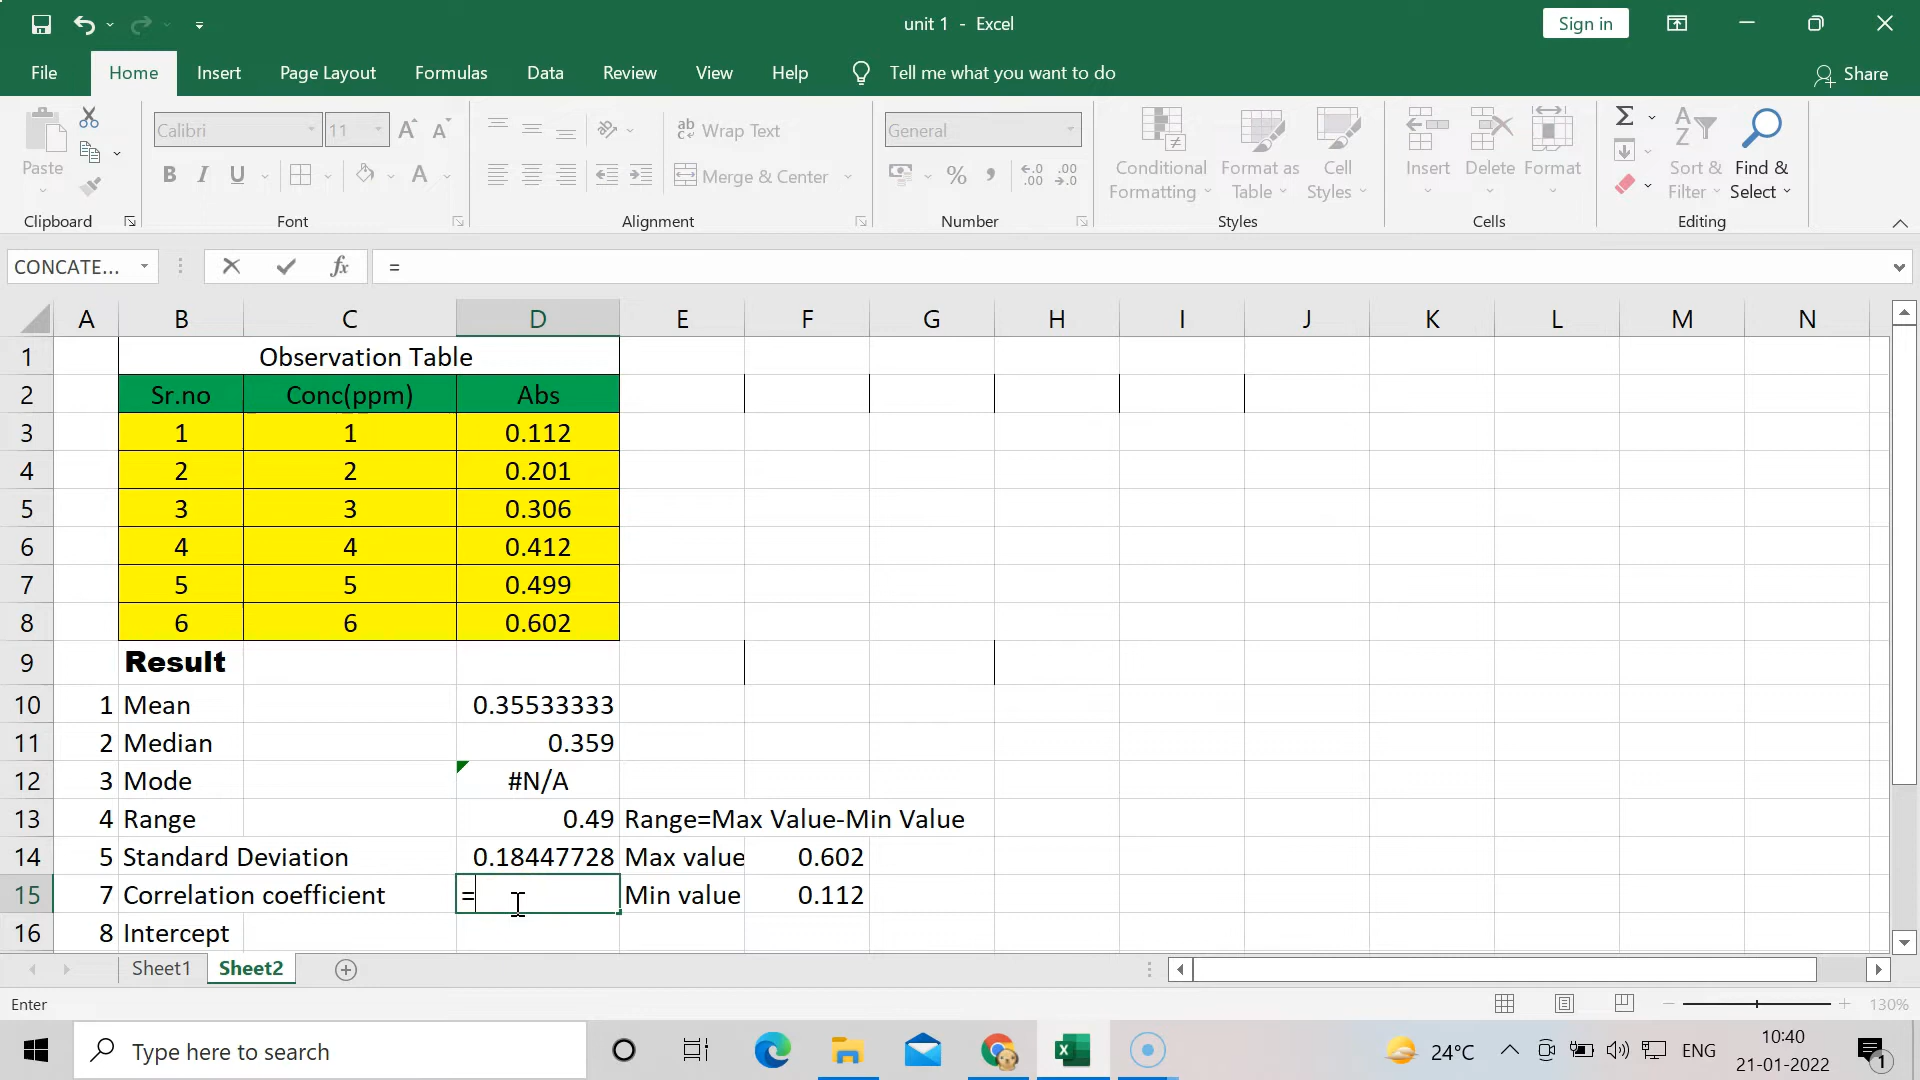 unit 1 - Excel
Sign in
File Home Insert Page Layout Formulas Data Review View Help Tell me what you want to do Share
Paste
Clipboard
Calibri 11
B I U A
Font
ab Wrap Text
Merge & Center
Alignment
General
% , .00 .0
Number
Conditional Formatting
Format as Table
Cell Styles
Styles
Insert Delete Format
Cells
Sort & Filter
Find & Select
Editing
CONCATE... fx =
A B C D E F G H I J K L M N
1 Observation Table
2 Sr.no Conc(ppm) Abs
3 1 1 0.112
4 2 2 0.201
5 3 3 0.306
6 4 4 0.412
7 5 5 0.499
8 6 6 0.602
9 Result
10 1 Mean 0.35533333
11 2 Median 0.359
12 3 Mode #N/A
13 4 Range 0.49 Range=Max Value-Min Value
14 5 Standard Deviation 0.18447728 Max value 0.602
15 7 Correlation coefficient = Min value 0.112
16 8 Intercept
Sheet1 Sheet2
Enter 130%
Type here to search
24°C ENG
10:40
21-01-2022
1